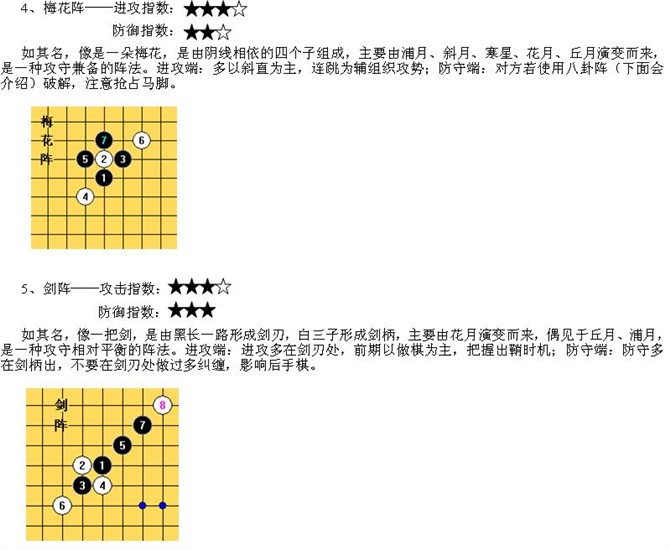 4、梅花阵——进攻指数：★★★☆
防御指数：★★☆
如其名，像是一朵梅花，是由阴线相依的四个子组成，主要由浦月、斜月、寒星、花月、丘月演变而来，
是一种攻守兼备的阵法。进攻端：多以斜直为主，连跳为辅组织攻势；防守端：对方若使用八卦阵（下面会
介绍）破解，注意抢占马脚。
梅
花 7 6
阵 5 2 3
1
4
5、剑阵——攻击指数：★★★☆
防御指数：★★★
如其名，像一把剑，是由黑长一路形成剑刃，白三子形成剑柄，主要由花月演变而来，偶见于丘月、浦月，
是一种攻守相对平衡的阵法。进攻端：进攻多在剑刃处，前期以做棋为主，把握出鞘时机；防守端：防守多
在剑柄出，不要在剑刃处做过多纠缠，影响后手棋。
剑 8
阵 7
5
2 1
3 4
6